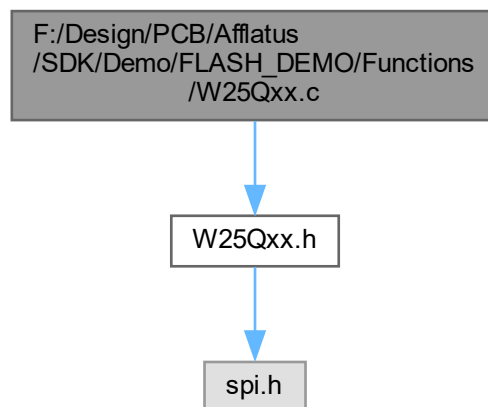 F:/Design/PCB/Afflatus
/SDK/Demo/FLASH_DEMO/Functions
/W25Qxx.c
W25Qxx.h
spi.h